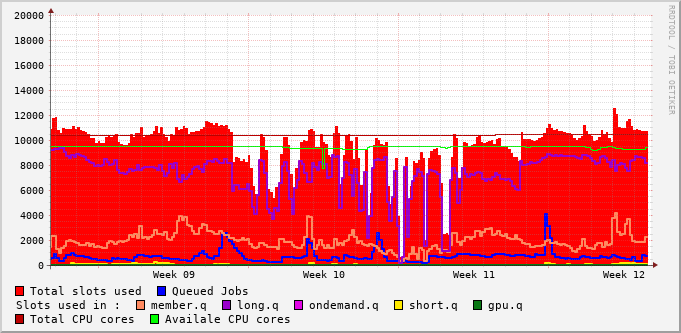 20000
18000
16000
14000
12000
10000
8000
6000
4000
2000
0
Week 09 Week 10 Week 11 Week 12
RRDTOOL / TOBI OETIKER
Total slots used Queued Jobs
Slots used in : member.q long.q ondemand.q short.q gpu.q
Total CPU cores Availale CPU cores